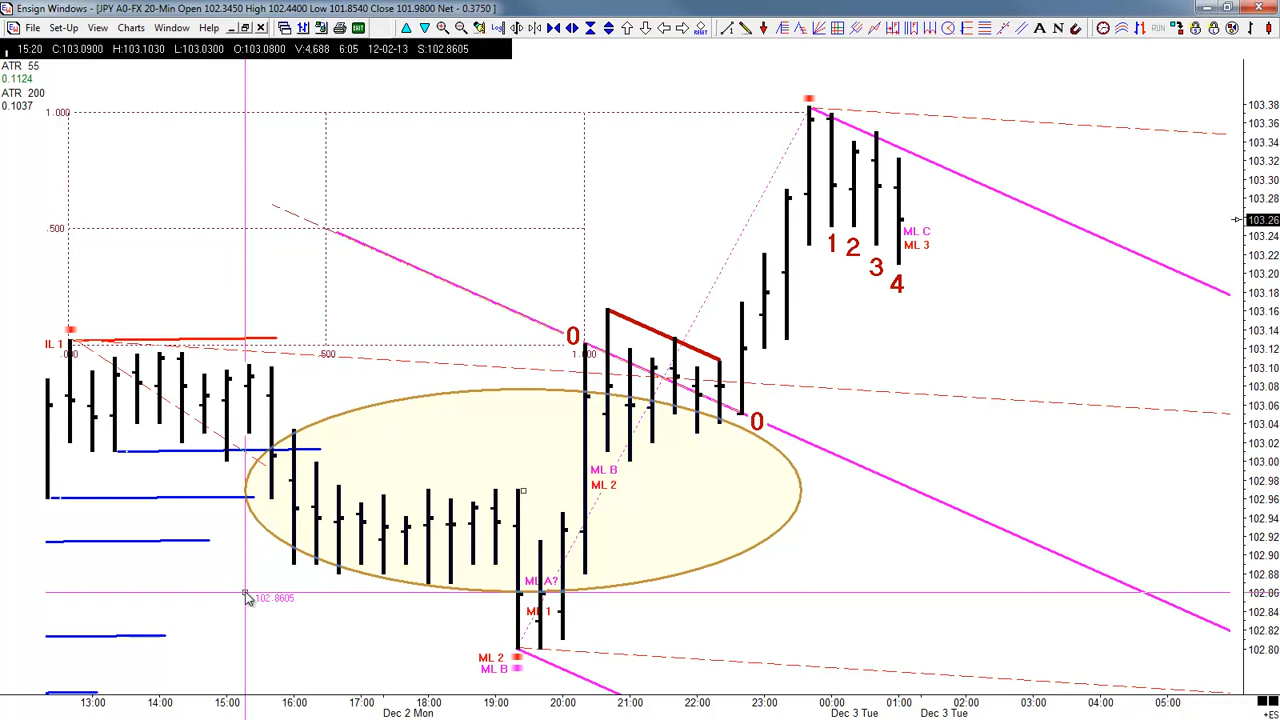 Ensign Windows - [JPY A0-FX 20-Min Open 102.3450 High 102.4400 Low 101.8540 Close 101.9800 Net - 0.3750 ]
File Set-Up View Charts Window Help
15:20 C:103.0900 H:103.1030 L:103.0300 O:103.0800 V:4,688 6:05 12-02-13 S:102.8605
ATR 55
0.1124
ATR 200
0.1037
1.000
.500
IL 1
.000
.500
1.000
0
0
1
2
3
4
ML C
ML 3
ML B
ML 2
ML A?
ML 1
ML 2
ML B
102.8605
103.38
103.36
103.34
103.32
103.30
103.28
103.26
103.24
103.22
103.20
103.18
103.16
103.14
103.12
103.10
103.08
103.06
103.04
103.02
103.00
102.98
102.96
102.94
102.92
102.90
102.88
102.86
102.84
102.82
102.80
13:00 14:00 15:00 16:00 17:00 18:00 19:00 20:00 21:00 22:00 23:00 00:00 01:00 02:00 03:00 04:00 05:00
Dec 2 Mon Dec 3 Tue Dec 3 Tue
+ES